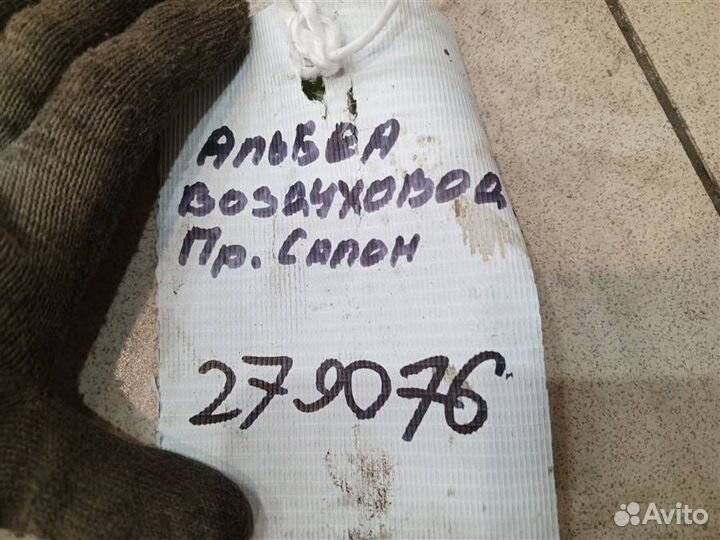 Альбеа
Воздуховод
Пр. Салон
279076
Avito